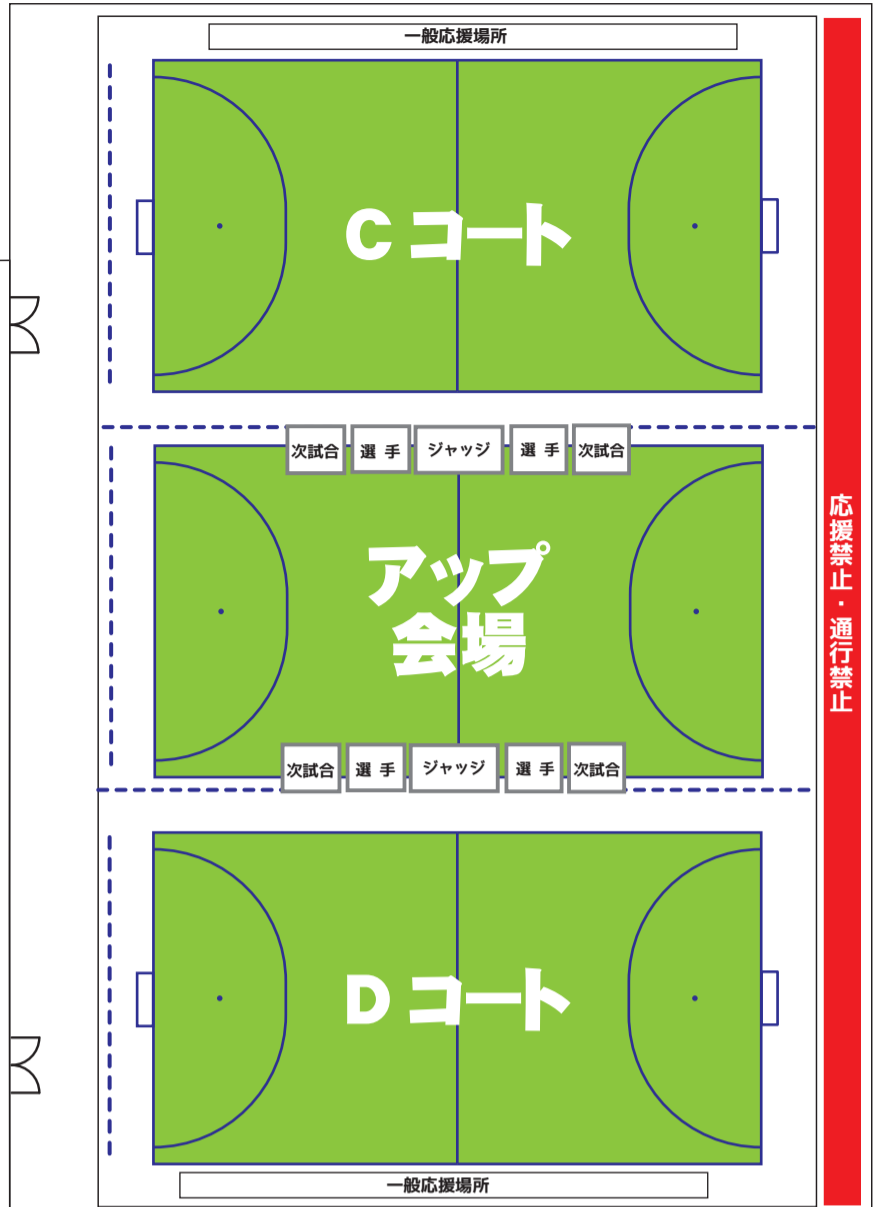 一般応援場所
C コート
次試合
選 手
ジャッジ
選 手
次試合
アップ
会場
応援禁止・通行禁止
次試合
選 手
ジャッジ
選 手
次試合
D コート
一般応援場所